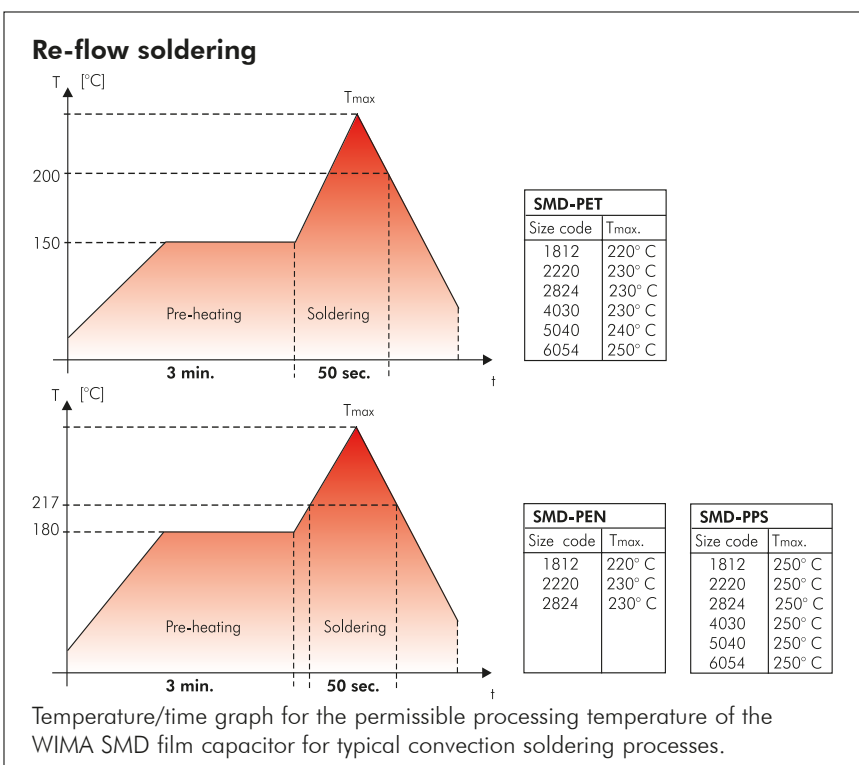 Re-flow soldering
T [°C]
Tmax
200
150
Pre-heating Soldering
3 min. 50 sec. t
SMD-PET
Size code Tmax.
1812 220° C
2220 230° C
2824 230° C
4030 230° C
5040 240° C
6054 250° C
T [°C]
Tmax
217
180
Pre-heating Soldering
3 min. 50 sec. t
SMD-PEN
Size code Tmax.
1812 220° C
2220 230° C
2824 230° C
SMD-PPS
Size code Tmax.
1812 250° C
2220 250° C
2824 250° C
4030 250° C
5040 250° C
6054 250° C
Temperature/time graph for the permissible processing temperature of the
WIMA SMD film capacitor for typical convection soldering processes.